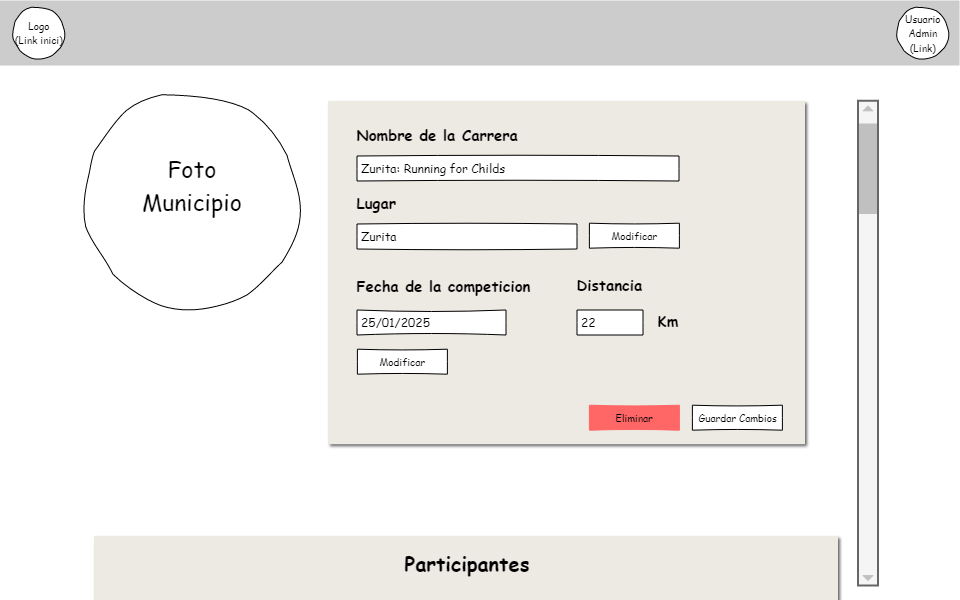 Logo
(Link inici)
Usuario
Admin
(Link)
Foto
Municipio
Nombre de la Carrera
Zurita: Running for Childs
Lugar
Zurita
Modificar
Fecha de la competicion
Distancia
25/01/2025
22
Km
Modificar
Eliminar
Guardar Cambios
Participantes